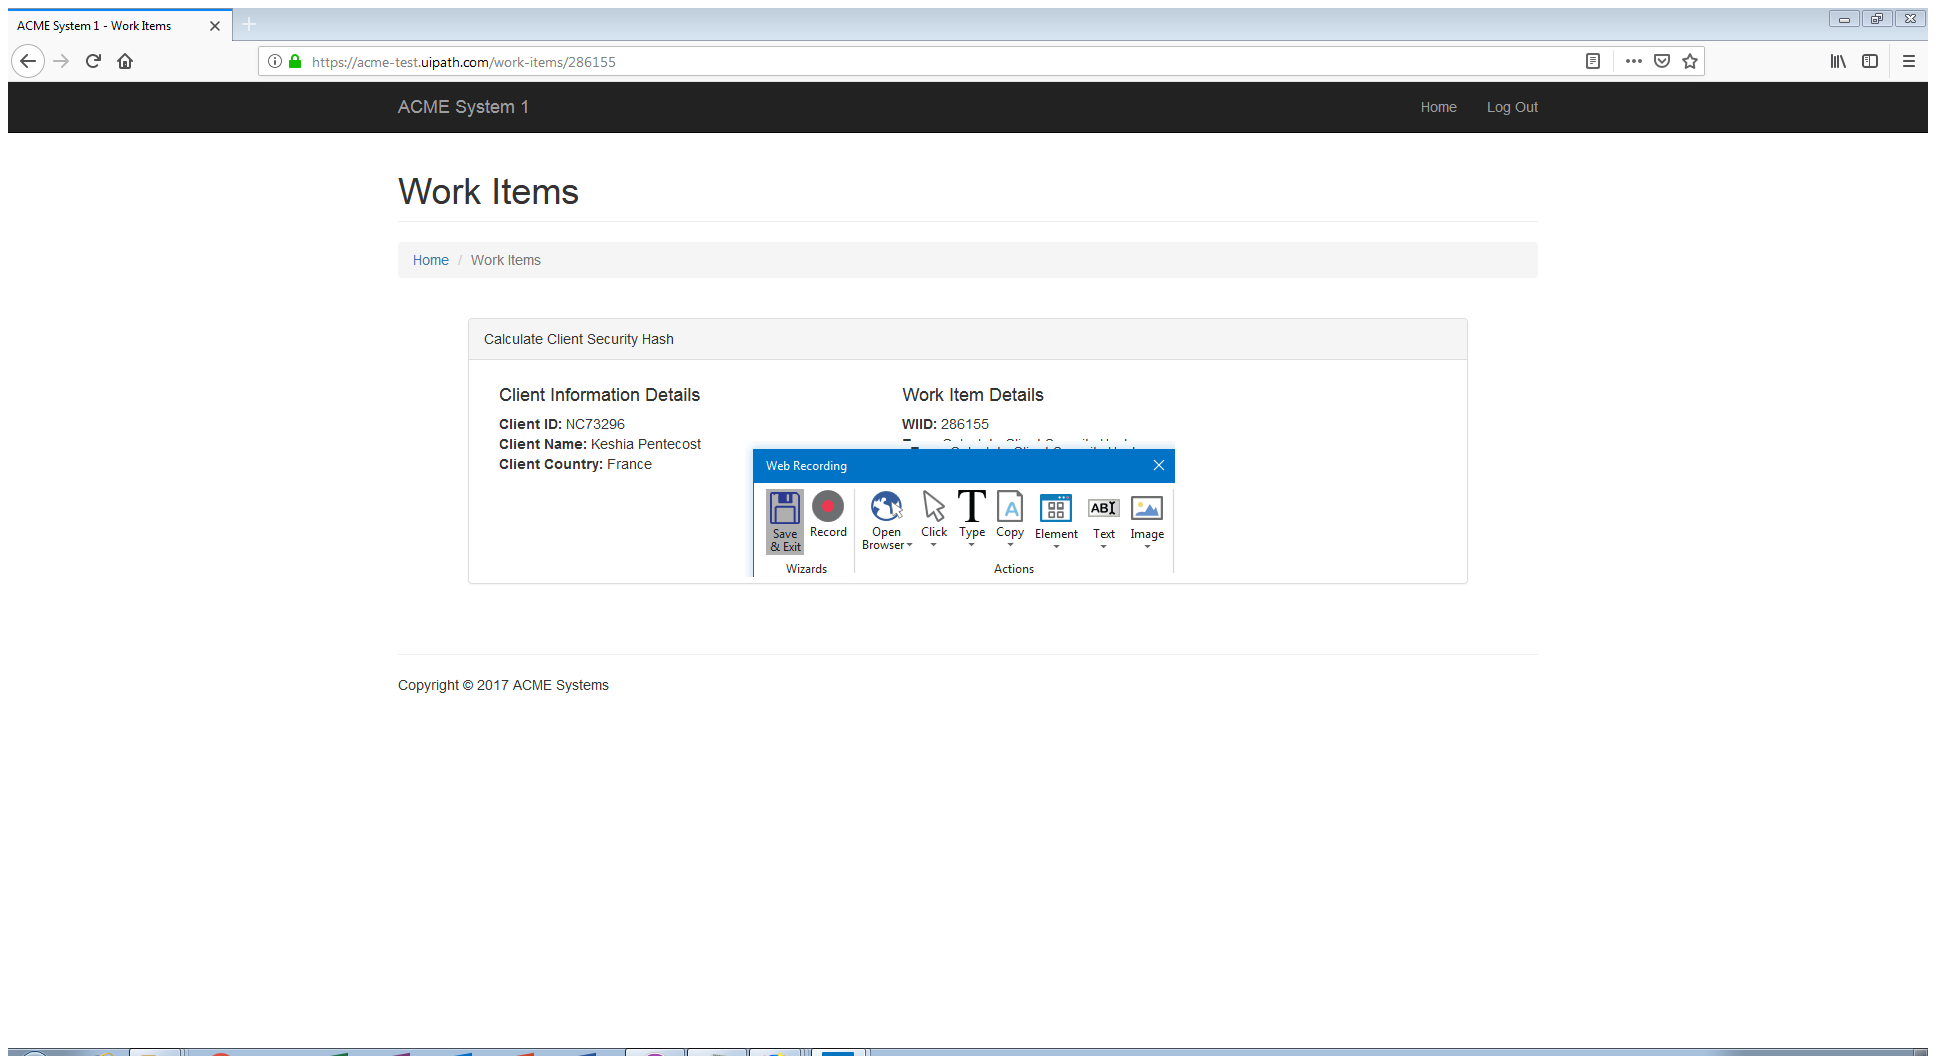 ACME System 1 - Work Items
https://acme-test.uipath.com/work-items/286155
ACME System 1
Home
Log Out
Work Items
Home / Work Items
Calculate Client Security Hash
Client Information Details
Client ID: NC73296
Client Name: Keshia Pentecost
Client Country: France
Work Item Details
WIID: 286155
Web Recording
Save & Exit
Record
Open Browser
Click
Type
Copy
Element
Text
Image
Wizards
Actions
Copyright © 2017 ACME Systems